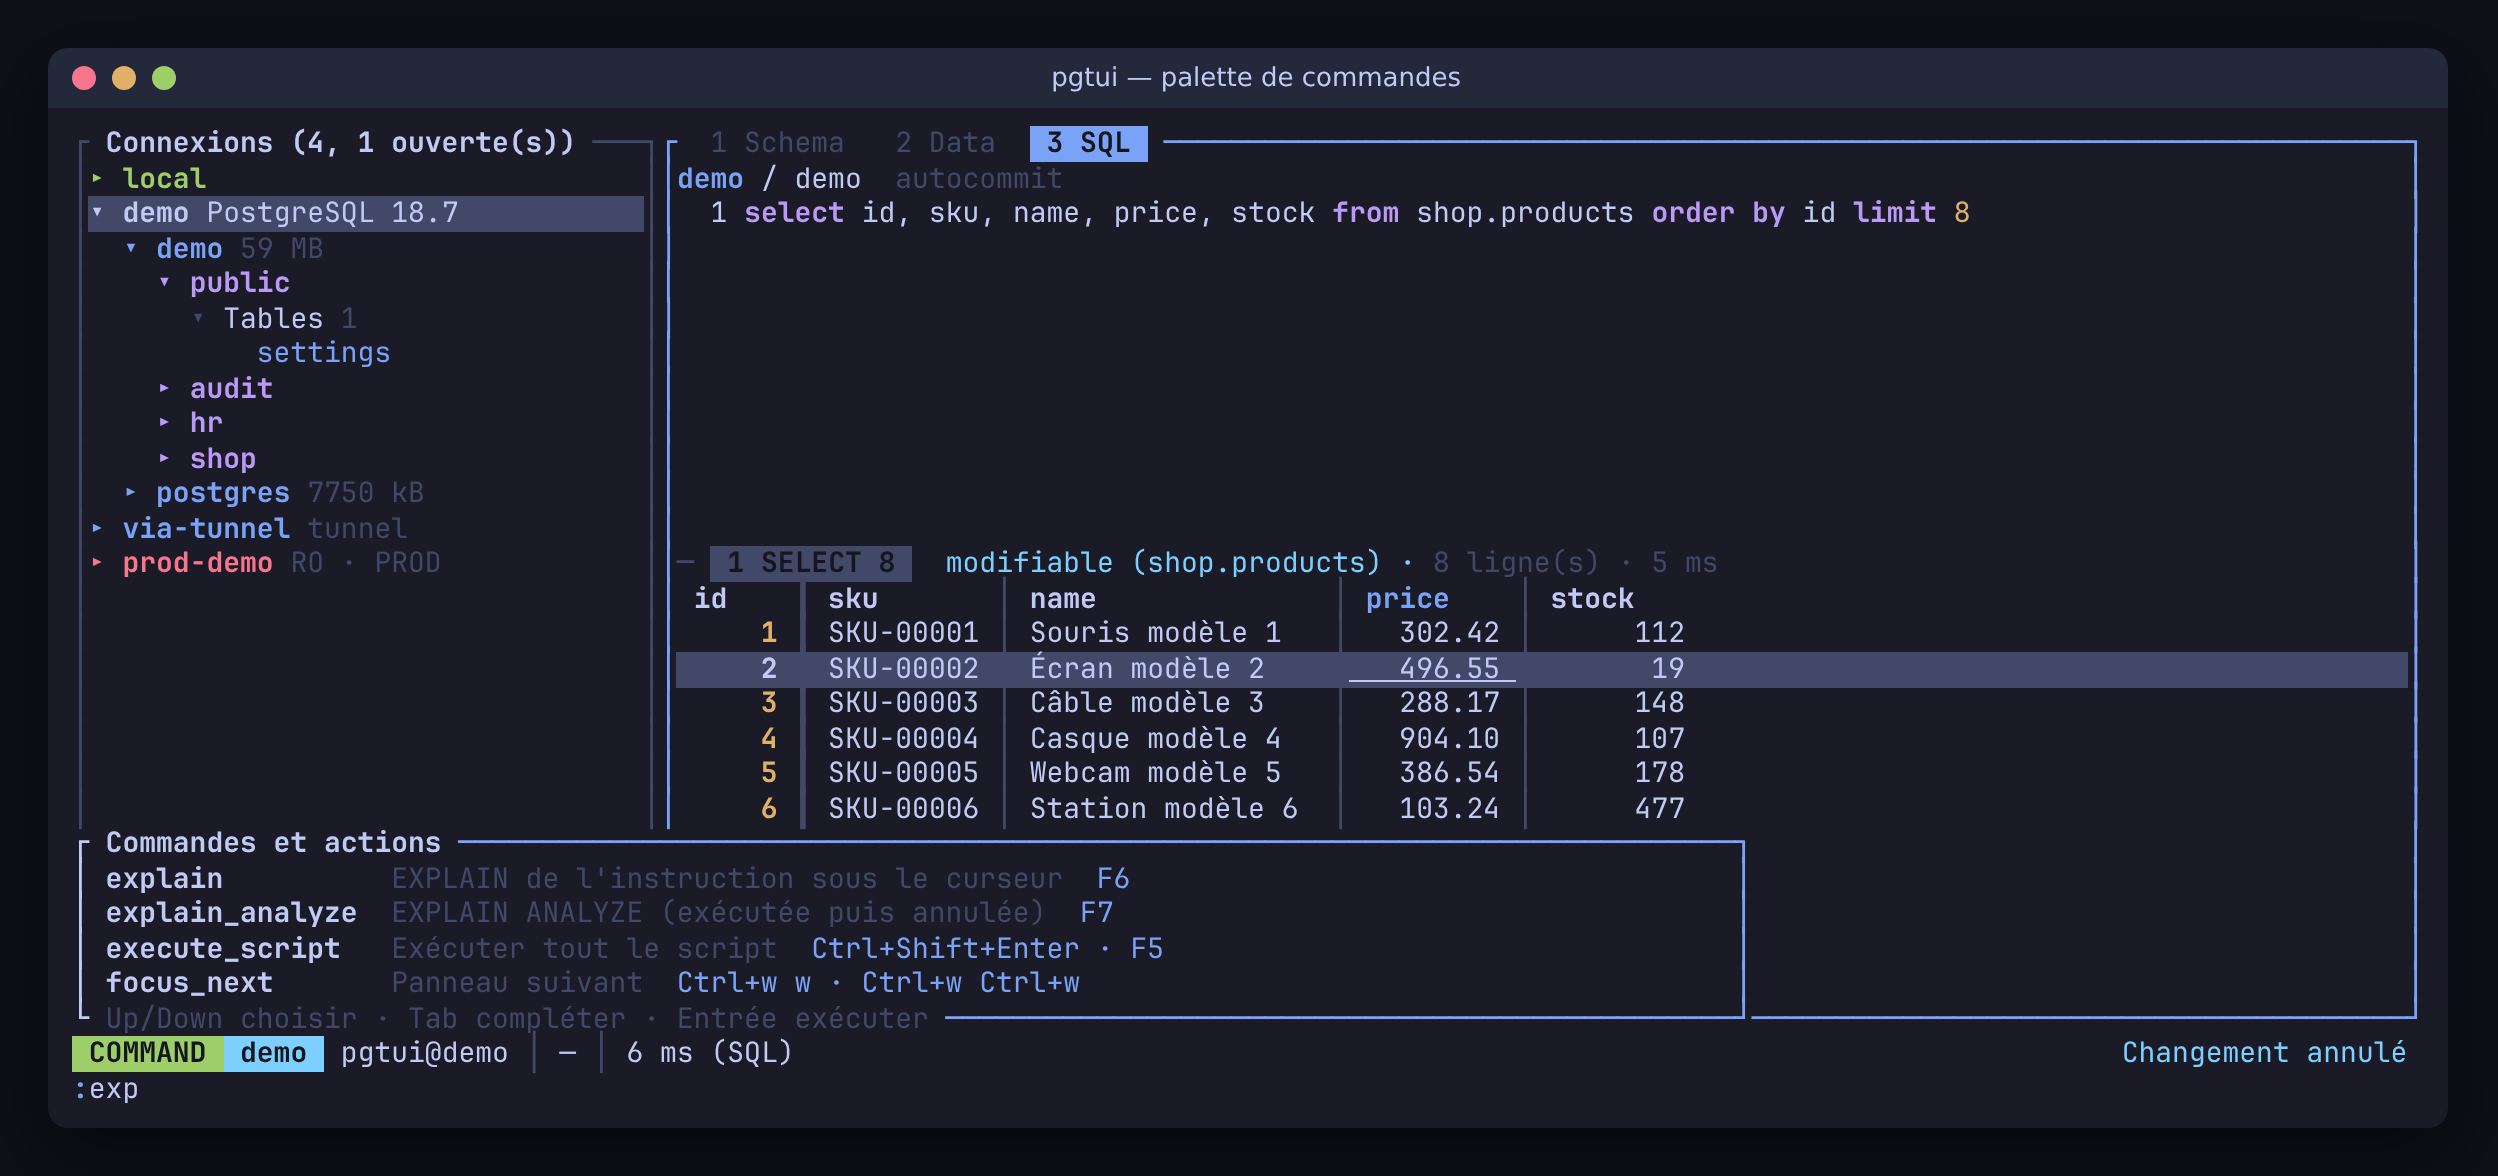 pgtui — palette de commandes
Connexions (4, 1 ouverte(s))
▸ local
▾ demo PostgreSQL 18.7
▾ demo 59 MB
▾ public
▾ Tables 1
settings
▸ audit
▸ hr
▸ shop
▸ postgres 7750 kB
▸ via-tunnel tunnel
▸ prod-demo RO · PROD
1 Schema 2 Data 3 SQL
demo / demo autocommit
1 select id, sku, name, price, stock from shop.products order by id limit 8
1 SELECT 8 modifiable (shop.products) · 8 ligne(s) · 5 ms
id sku name price stock
1 SKU-00001 Souris modèle 1 302.42 112
2 SKU-00002 Écran modèle 2 496.55 19
3 SKU-00003 Câble modèle 3 288.17 148
4 SKU-00004 Casque modèle 4 904.10 107
5 SKU-00005 Webcam modèle 5 386.54 178
6 SKU-00006 Station modèle 6 103.24 477
Commandes et actions
explain EXPLAIN de l'instruction sous le curseur F6
explain_analyze EXPLAIN ANALYZE (exécutée puis annulée) F7
execute_script Exécuter tout le script Ctrl+Shift+Enter · F5
focus_next Panneau suivant Ctrl+w w · Ctrl+w Ctrl+w
Up/Down choisir · Tab compléter · Entrée exécuter
COMMAND demo pgtui@demo │ — │ 6 ms (SQL) Changement annulé
:exp